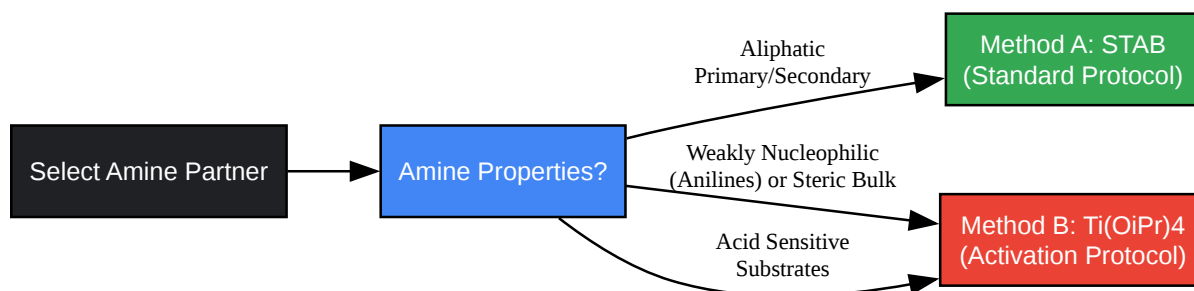 Select Amine Partner
Amine Properties?
Aliphatic
Primary/Secondary
Weakly Nucleophilic
(Anilines) or Steric Bulk
Acid Sensitive
Substrates
Method A: STAB
(Standard Protocol)
Method B: Ti(OiPr)4
(Activation Protocol)